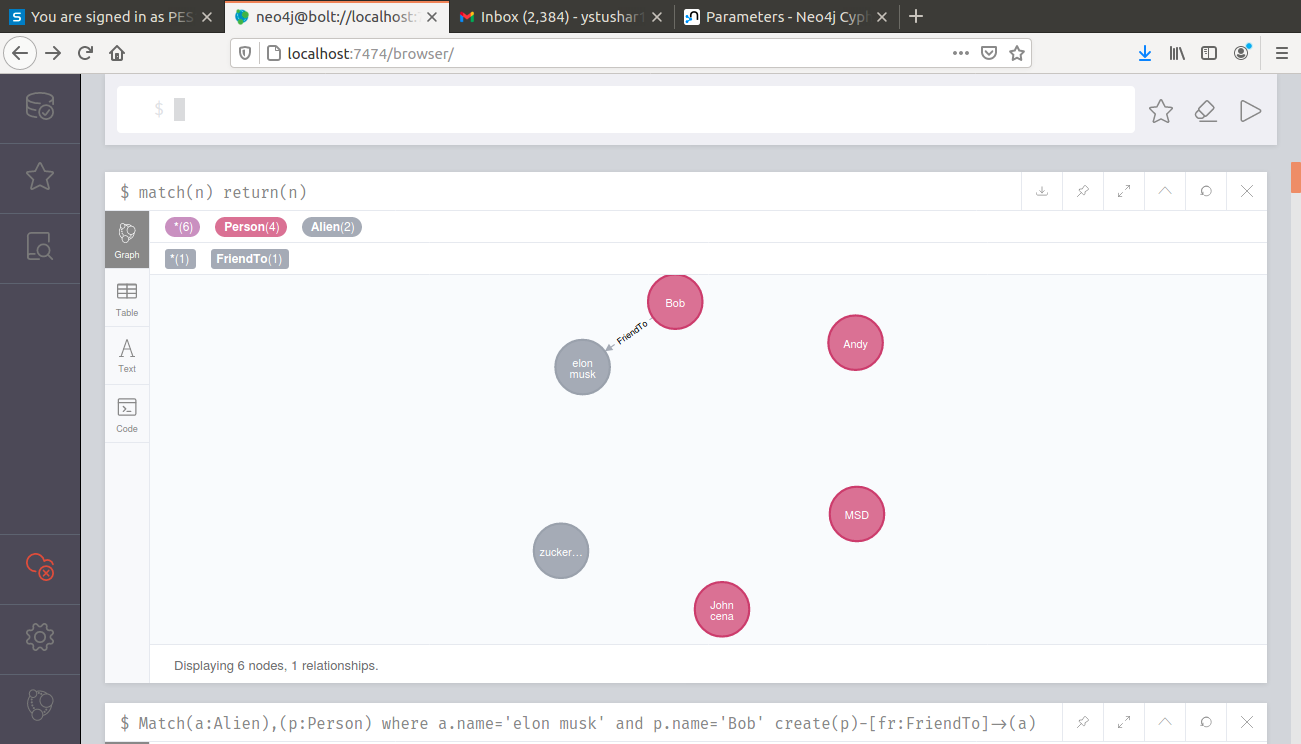 You are signed in as PES
neo4j@bolt://localhost:
Inbox (2,384) - ystushar
Parameters - Neo4j Cyp
localhost:7474/browser/
$
$ match(n) return(n)
*(6) Person(4) Alien(2)
*(1) FriendTo(1)
Graph
Table
Text
Code
Bob
FriendTo
elon
musk
Andy
MSD
zucker...
John
cena
Displaying 6 nodes, 1 relationships.
$ Match(a:Alien),(p:Person) where a.name='elon musk' and p.name='Bob' create(p)-[fr:FriendTo]->(a)